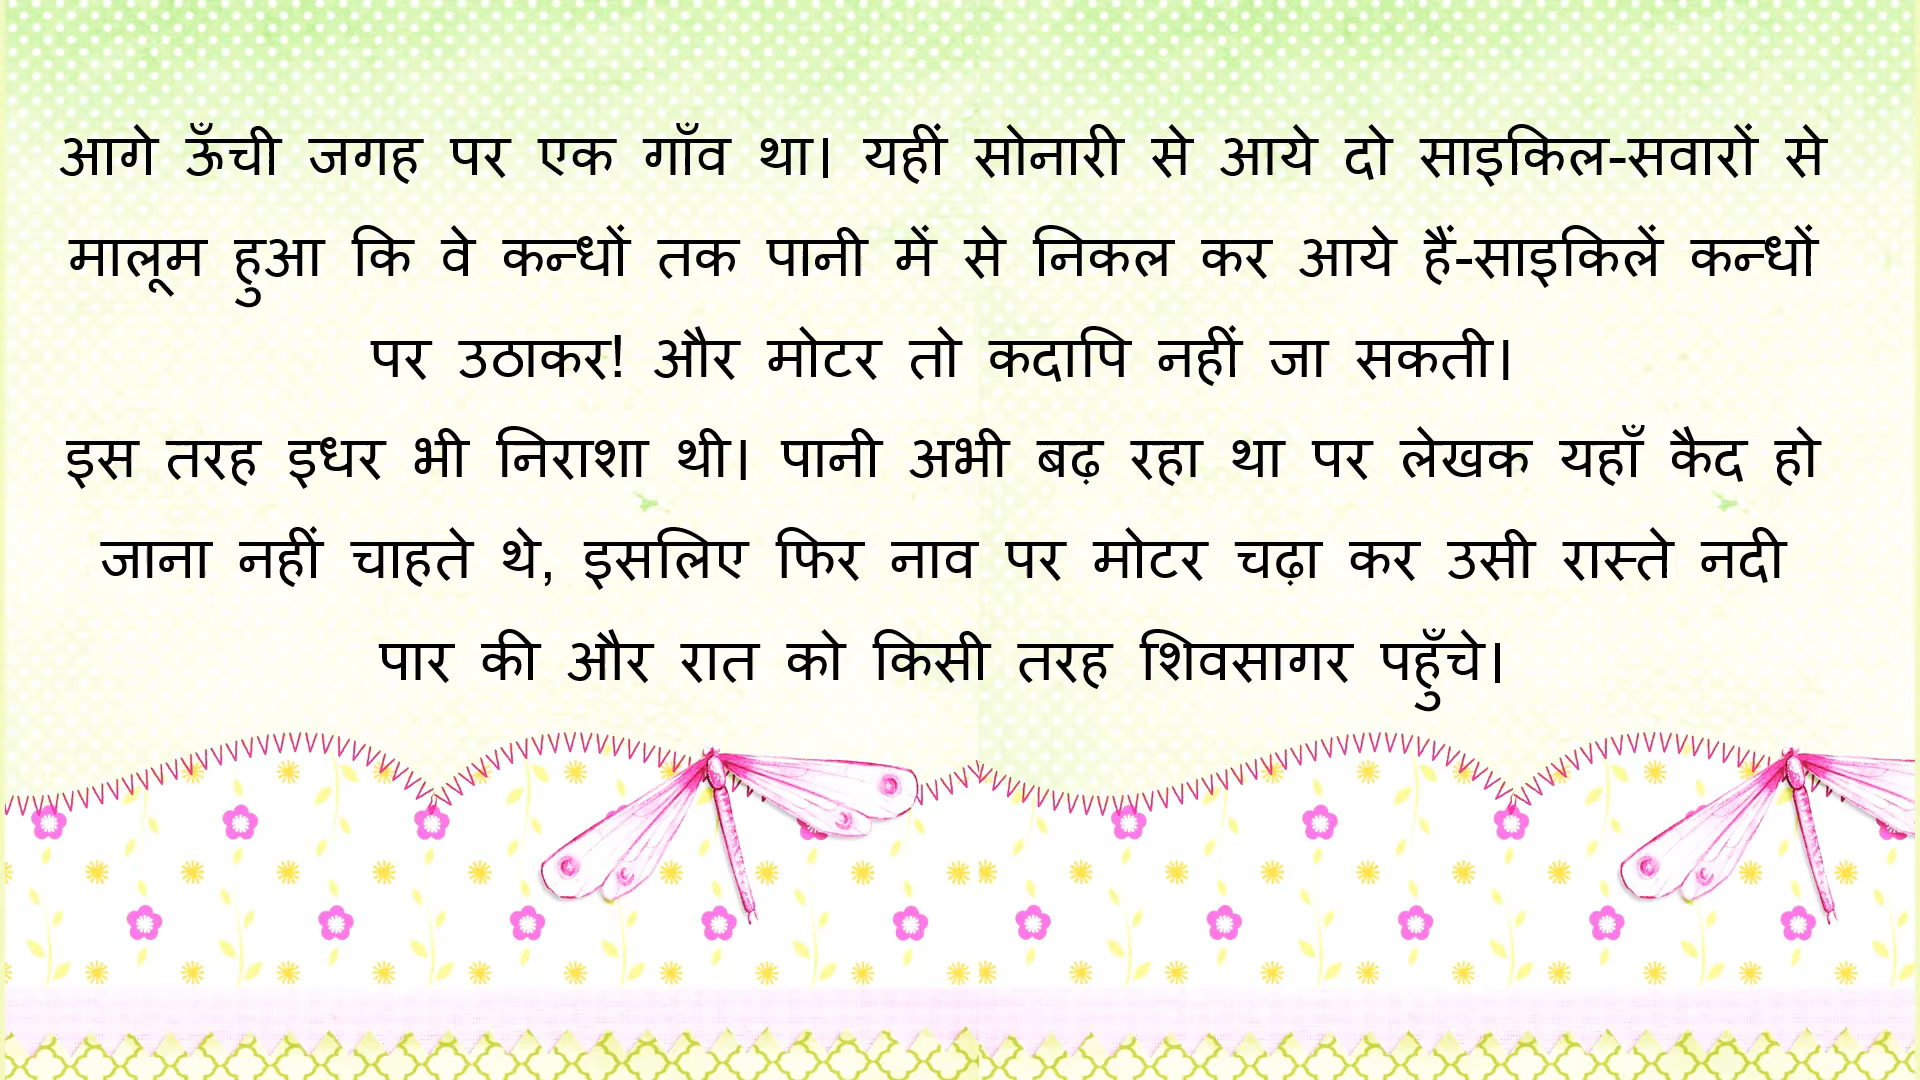 आगे ऊँची जगह पर एक गाँव था। यहीं सोनारी से आये दो साइकिल-सवारों से
मालूम हुआ कि वे कन्धों तक पानी में से निकल कर आये हैं-साइकिलें कन्धों
पर उठाकर! और मोटर तो कदापि नहीं जा सकती।
इस तरह इधर भी निराशा थी। पानी अभी बढ़ रहा था पर लेखक यहाँ कैद हो
जाना नहीं चाहते थे, इसलिए फिर नाव पर मोटर चढ़ा कर उसी रास्ते नदी
पार की और रात को किसी तरह शिवसागर पहुँचे।